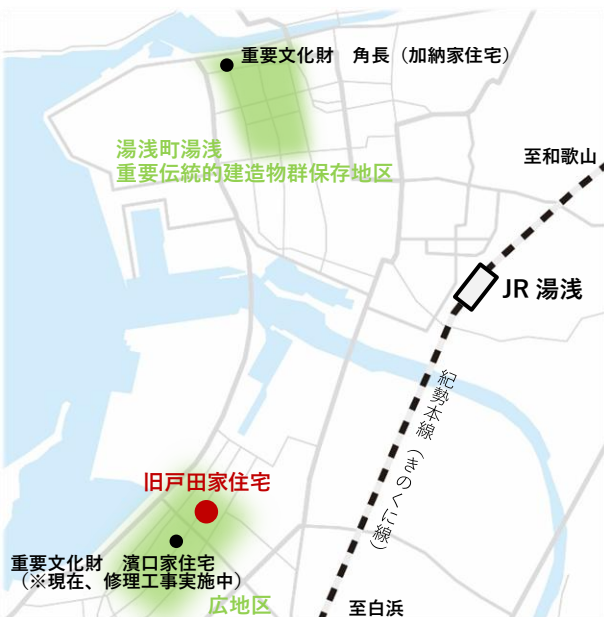 重要文化財　角長（加納家住宅）
湯浅町湯浅
重要伝統的建造物群保存地区
至和歌山
JR 湯浅
紀勢本線（きのくに線）
旧戸田家住宅
重要文化財　濱口家住宅
（※現在、修理工事実施中）
広地区
至白浜